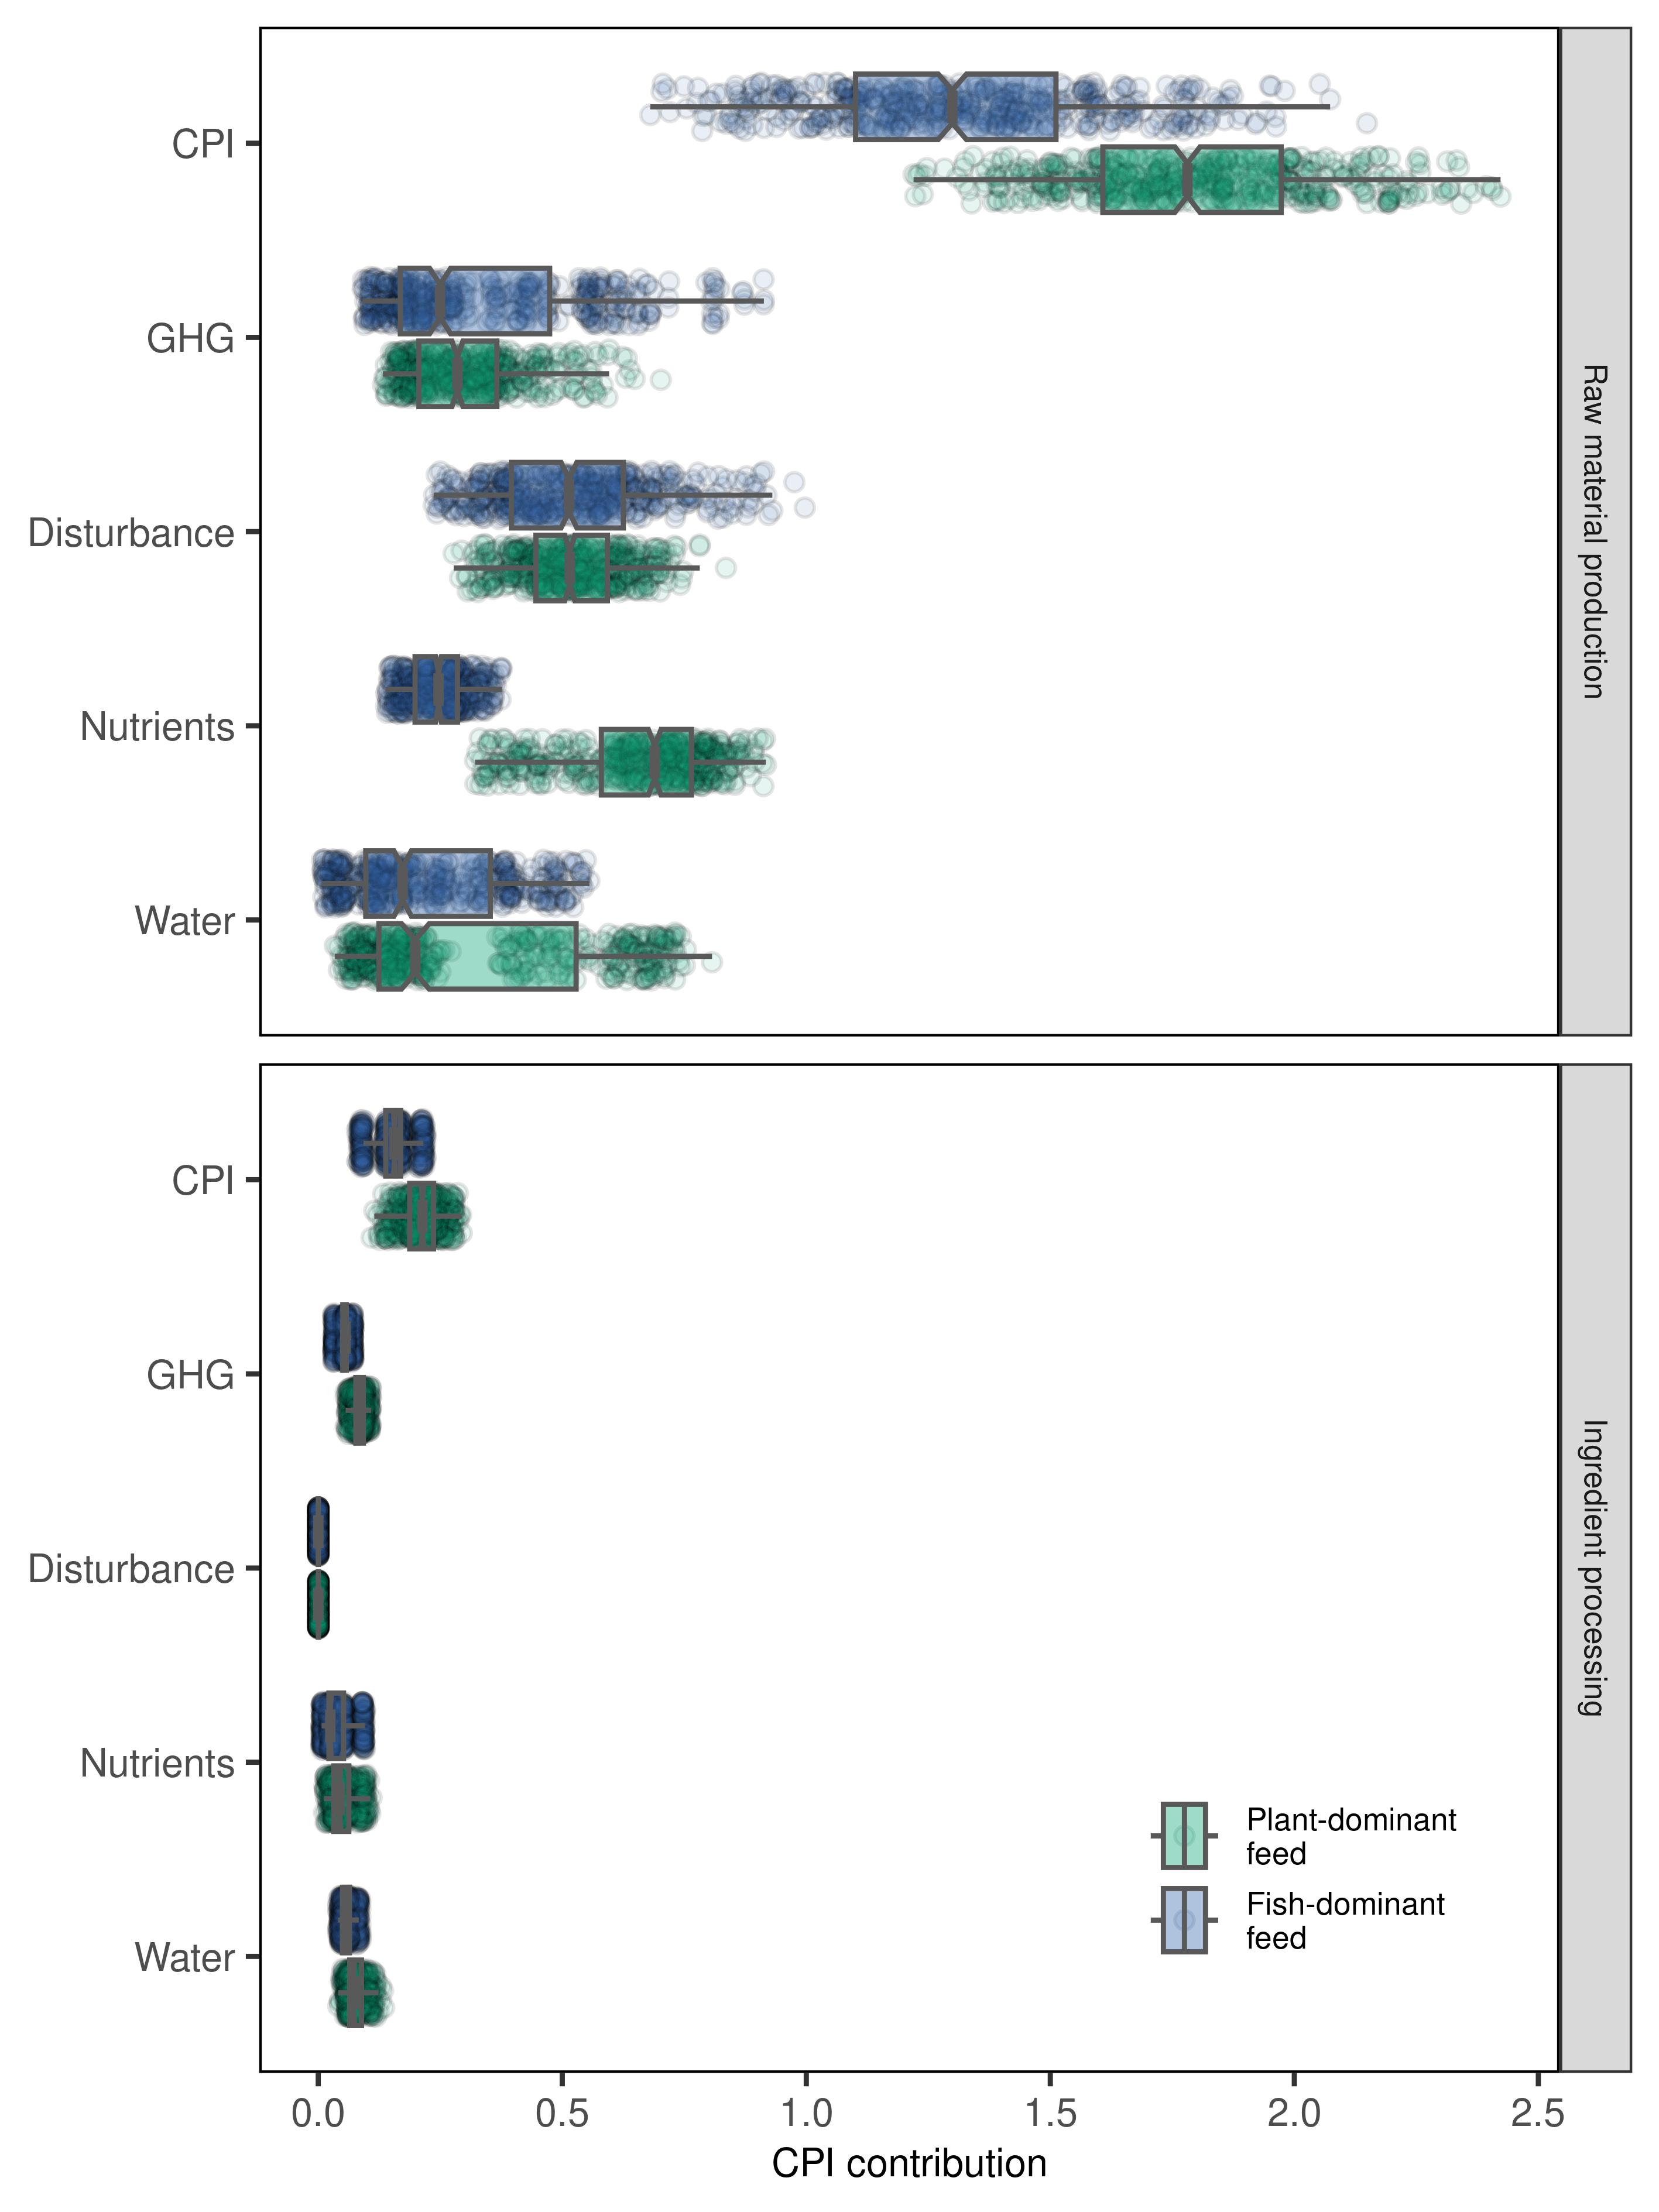 CPI
GHG
Disturbance
Nutrients
Water
Raw material production
CPI
GHG
Disturbance
Nutrients
Water
Ingredient processing
Plant-dominant
feed
Fish-dominant
feed
0.0 0.5 1.0 1.5 2.0 2.5
CPI contribution